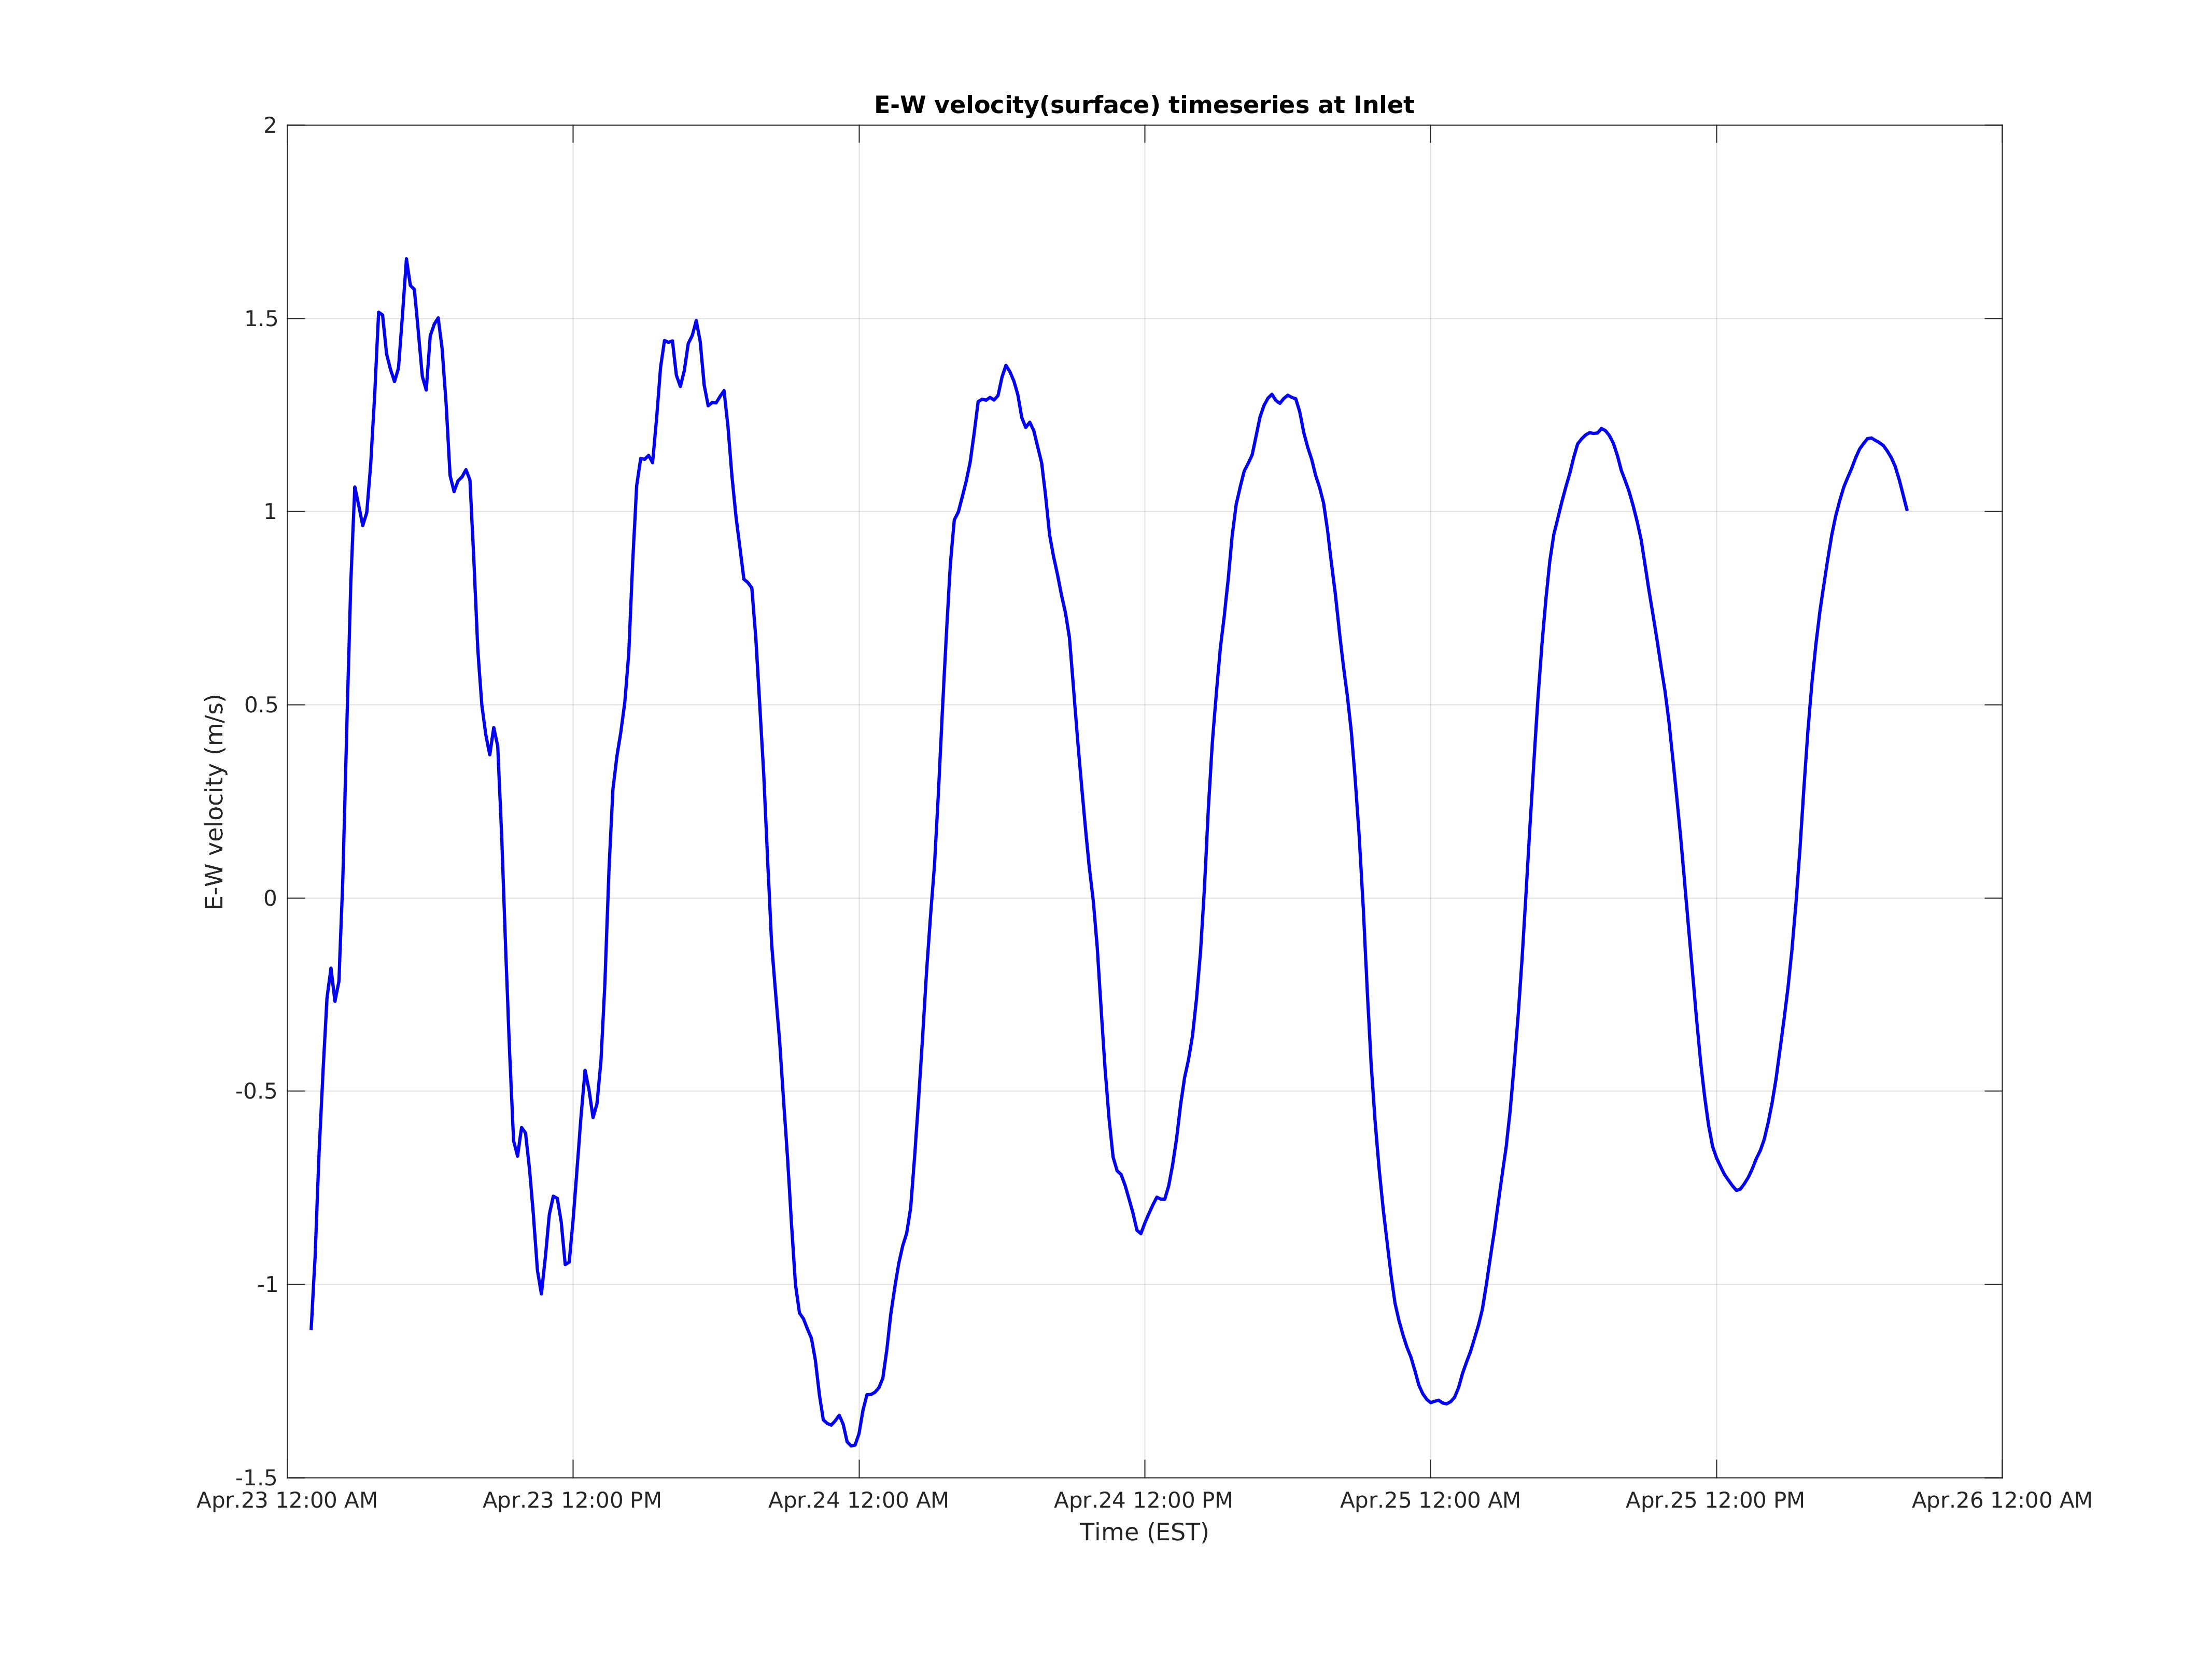 E-W velocity(surface) timeseries at Inlet
2
1.5
1
0.5
0
-0.5
-1
-1.5
E-W velocity (m/s)
Apr.23 12:00 AM Apr.23 12:00 PM Apr.24 12:00 AM Apr.24 12:00 PM Apr.25 12:00 AM Apr.25 12:00 PM Apr.26 12:00 AM
Time (EST)